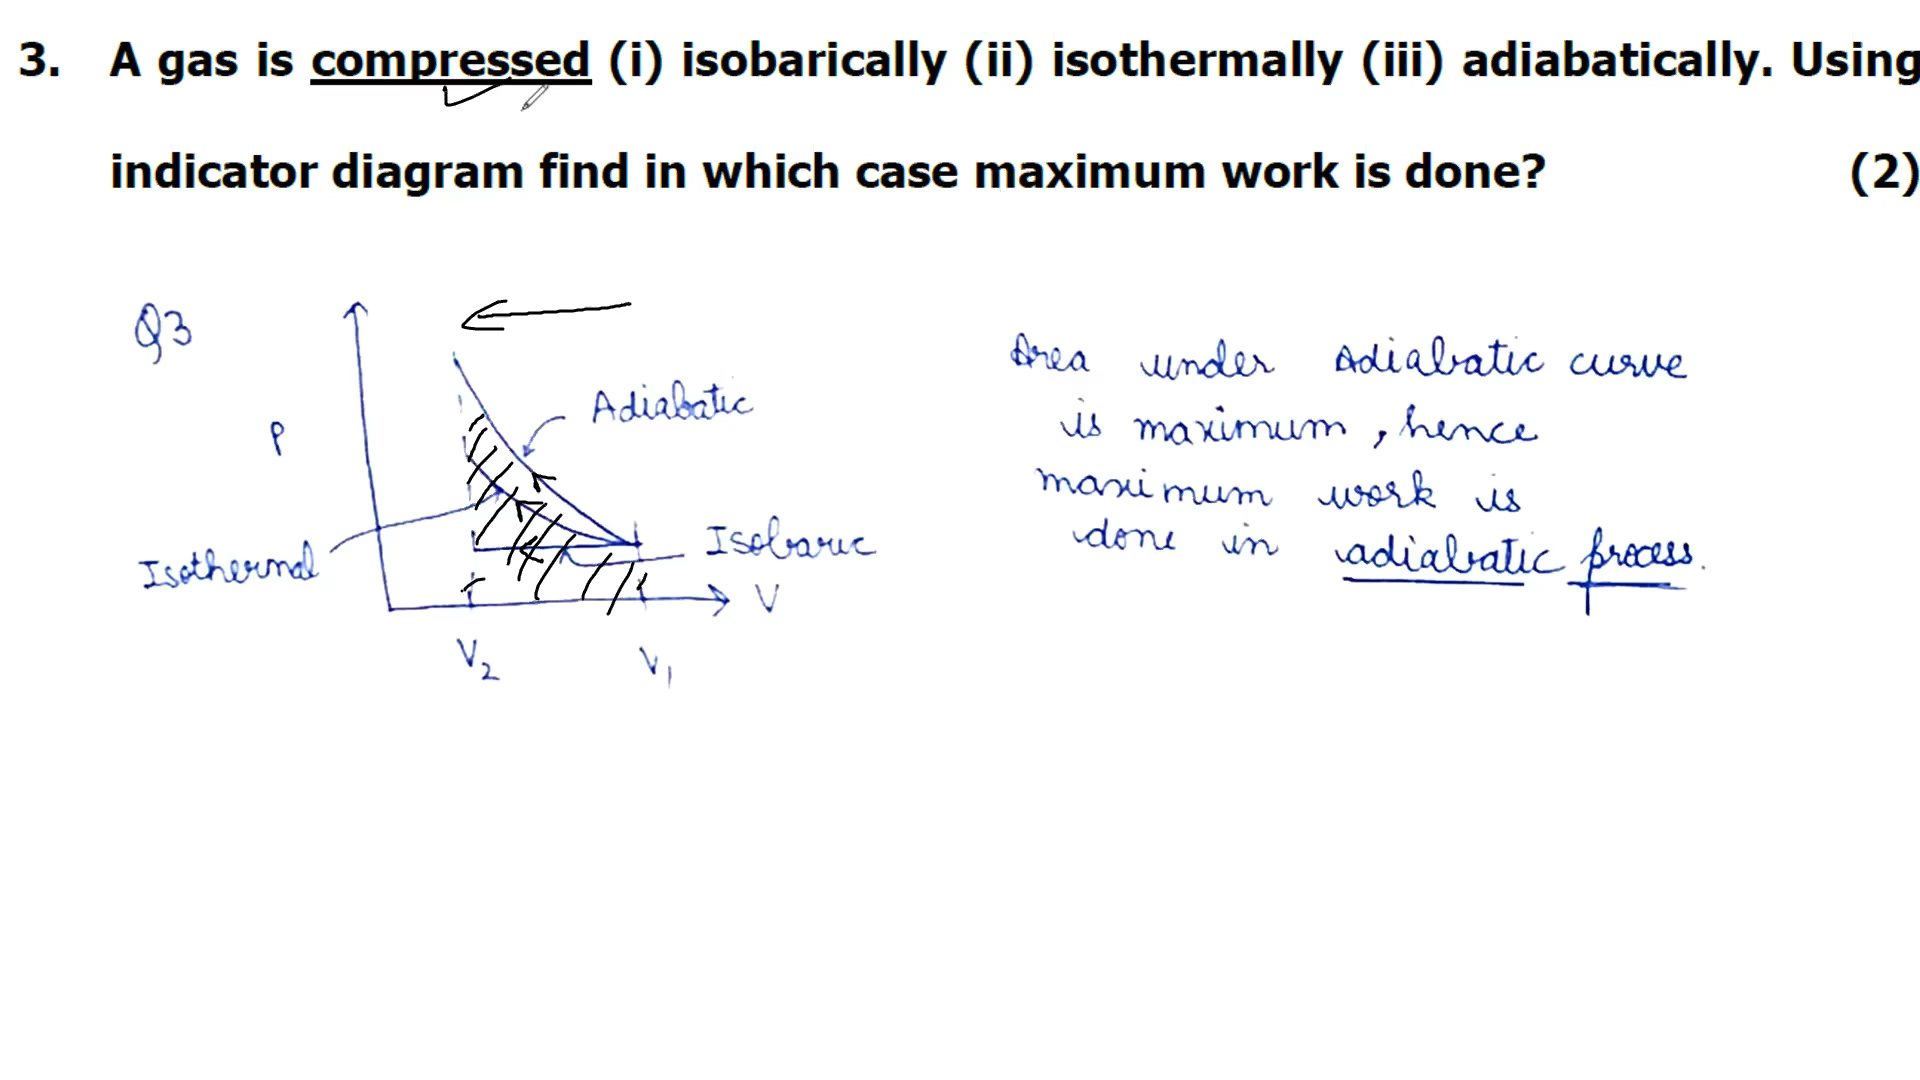 3. A gas is compressed (i) isobarically (ii) isothermally (iii) adiabatically. Using
indicator diagram find in which case maximum work is done? (2)
Q3
P
Adiabatic
Isothermal
Isobaric
V
V2
V1
Area under Adiabatic curve
is maximum, hence
maximum work is
done in adiabatic process.